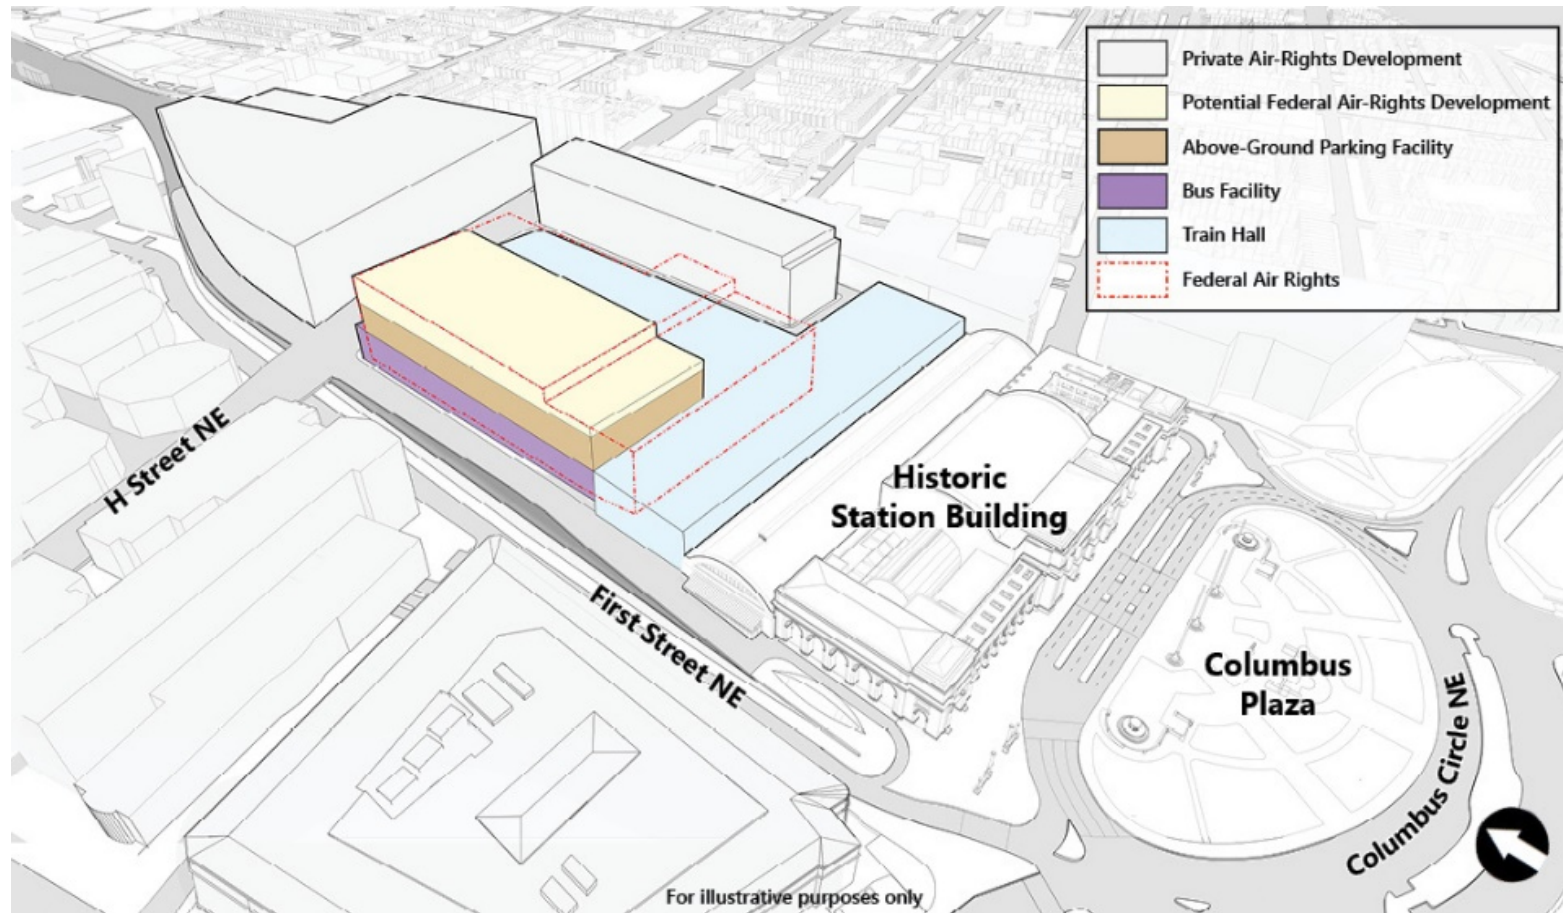 Private Air-Rights Development
Potential Federal Air-Rights Development
Above-Ground Parking Facility
Bus Facility
Train Hall
Federal Air Rights
H Street NE
Historic
Station Building
First Street NE
Columbus
Plaza
Columbus Circle NE
For illustrative purposes only